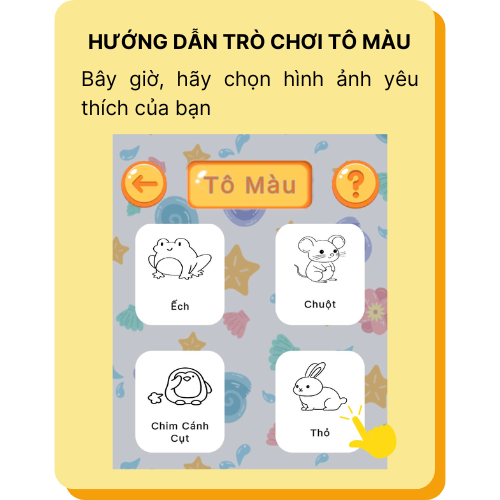 HƯỚNG DẪN TRÒ CHƠI TÔ MÀU
Bây giờ, hãy chọn hình ảnh yêu
thích của bạn
Tô Màu
?
Ếch
Chuột
Chim Cánh
Cụt
Thỏ